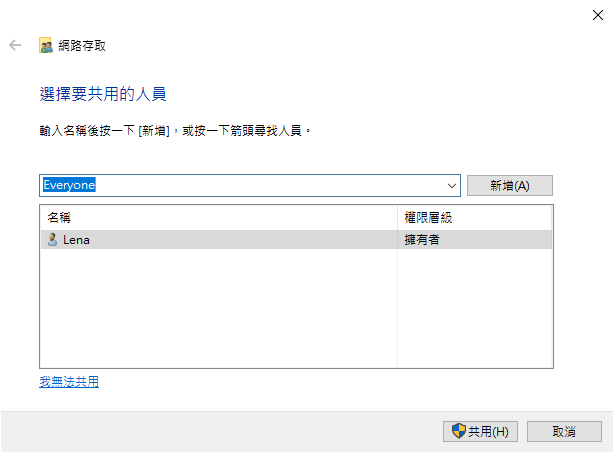 網路存取
選擇要共用的人員
輸入名稱後按一下 [新增]，或按一下箭頭尋找人員。
Everyone
新增(A)
名稱
權限層級
Lena
擁有者
我無法共用
共用(H)
取消